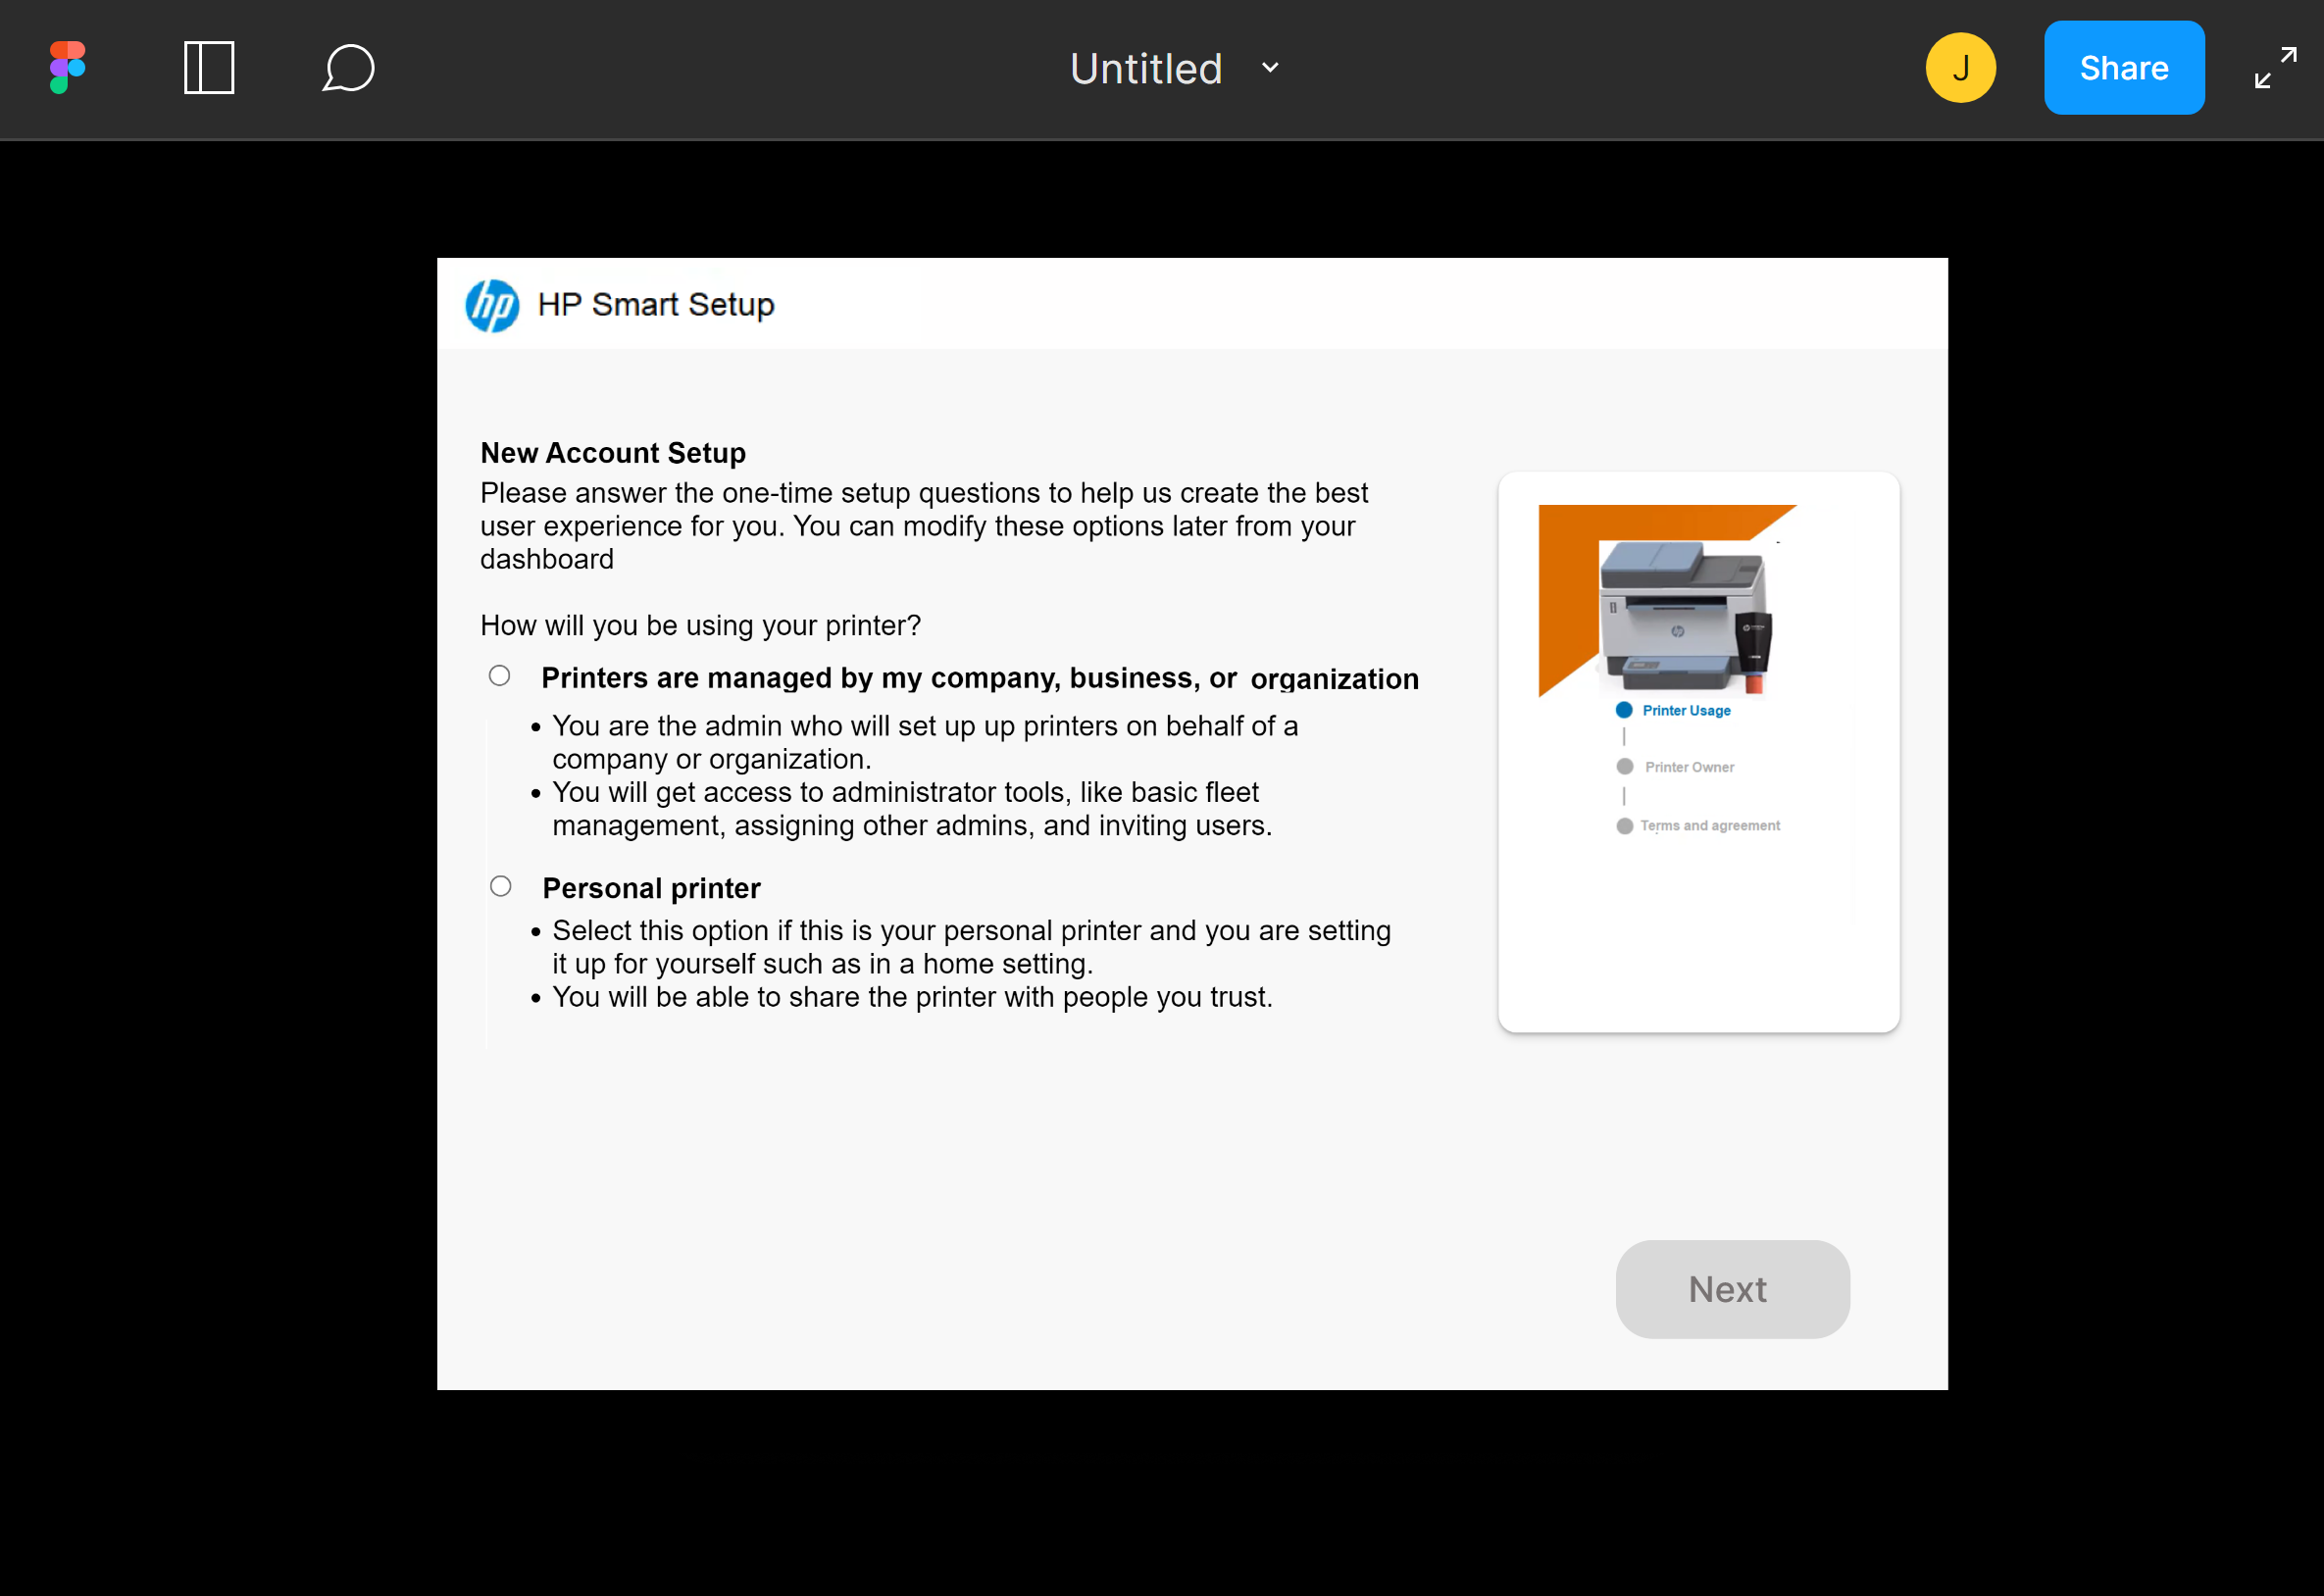 Untitled
J
Share
hp HP Smart Setup
New Account Setup
Please answer the one-time setup questions to help us create the best
user experience for you. You can modify these options later from your
dashboard
How will you be using your printer?
Printers are managed by my company, business, or organization
• You are the admin who will set up up printers on behalf of a
company or organization.
• You will get access to administrator tools, like basic fleet
management, assigning other admins, and inviting users.
Personal printer
• Select this option if this is your personal printer and you are setting
it up for yourself such as in a home setting.
• You will be able to share the printer with people you trust.
hp
Printer Usage
Printer Owner
Terms and agreement
Next